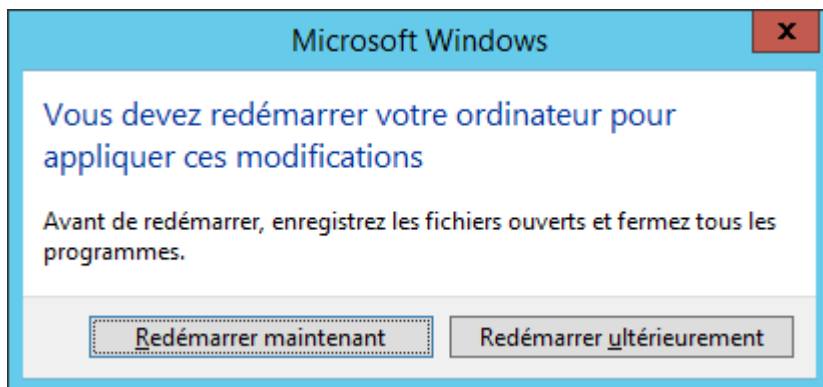 Microsoft Windows
x
Vous devez redémarrer votre ordinateur pour
appliquer ces modifications
Avant de redémarrer, enregistrez les fichiers ouverts et fermez tous les
programmes.
Redémarrer maintenant
Redémarrer ultérieurement